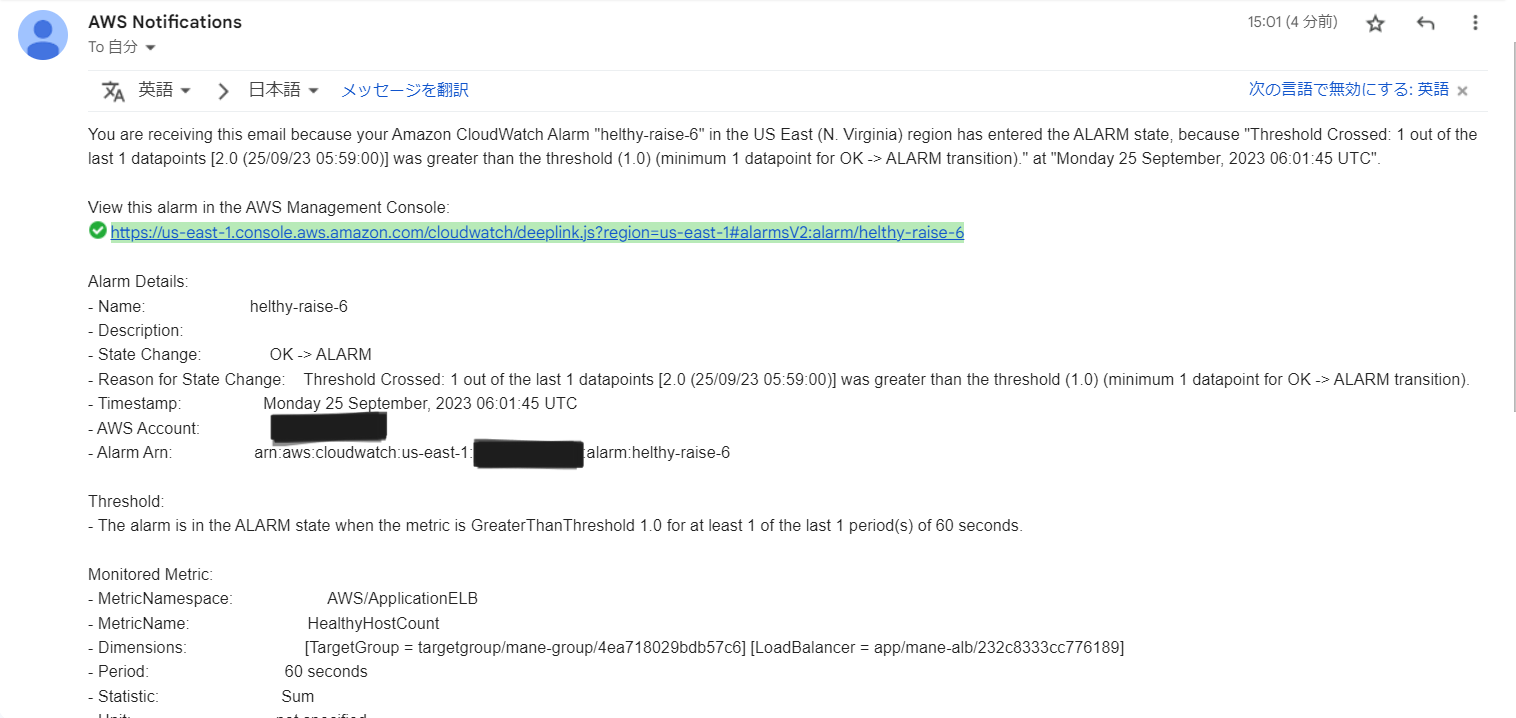 AWS Notifications
15:01 (4 分前)
To 自分
英語 日本語 メッセージを翻訳 次の言語で無効にする: 英語
You are receiving this email because your Amazon CloudWatch Alarm "helthy-raise-6" in the US East (N. Virginia) region has entered the ALARM state, because "Threshold Crossed: 1 out of the
last 1 datapoints [2.0 (25/09/23 05:59:00)] was greater than the threshold (1.0) (minimum 1 datapoint for OK -> ALARM transition)." at "Monday 25 September, 2023 06:01:45 UTC".
View this alarm in the AWS Management Console:
https://us-east-1.console.aws.amazon.com/cloudwatch/deeplink.js?region=us-east-1#alarmsV2:alarm/helthy-raise-6
Alarm Details:
- Name: helthy-raise-6
- Description:
- State Change: OK -> ALARM
- Reason for State Change: Threshold Crossed: 1 out of the last 1 datapoints [2.0 (25/09/23 05:59:00)] was greater than the threshold (1.0) (minimum 1 datapoint for OK -> ALARM transition).
- Timestamp: Monday 25 September, 2023 06:01:45 UTC
- AWS Account:
- Alarm Arn: arn:aws:cloudwatch:us-east-1: :alarm:helthy-raise-6
Threshold:
- The alarm is in the ALARM state when the metric is GreaterThanThreshold 1.0 for at least 1 of the last 1 period(s) of 60 seconds.
Monitored Metric:
- MetricNamespace: AWS/ApplicationELB
- MetricName: HealthyHostCount
- Dimensions: [TargetGroup = targetgroup/mane-group/4ea718029bdb57c6] [LoadBalancer = app/mane-alb/232c8333cc776189]
- Period: 60 seconds
- Statistic: Sum